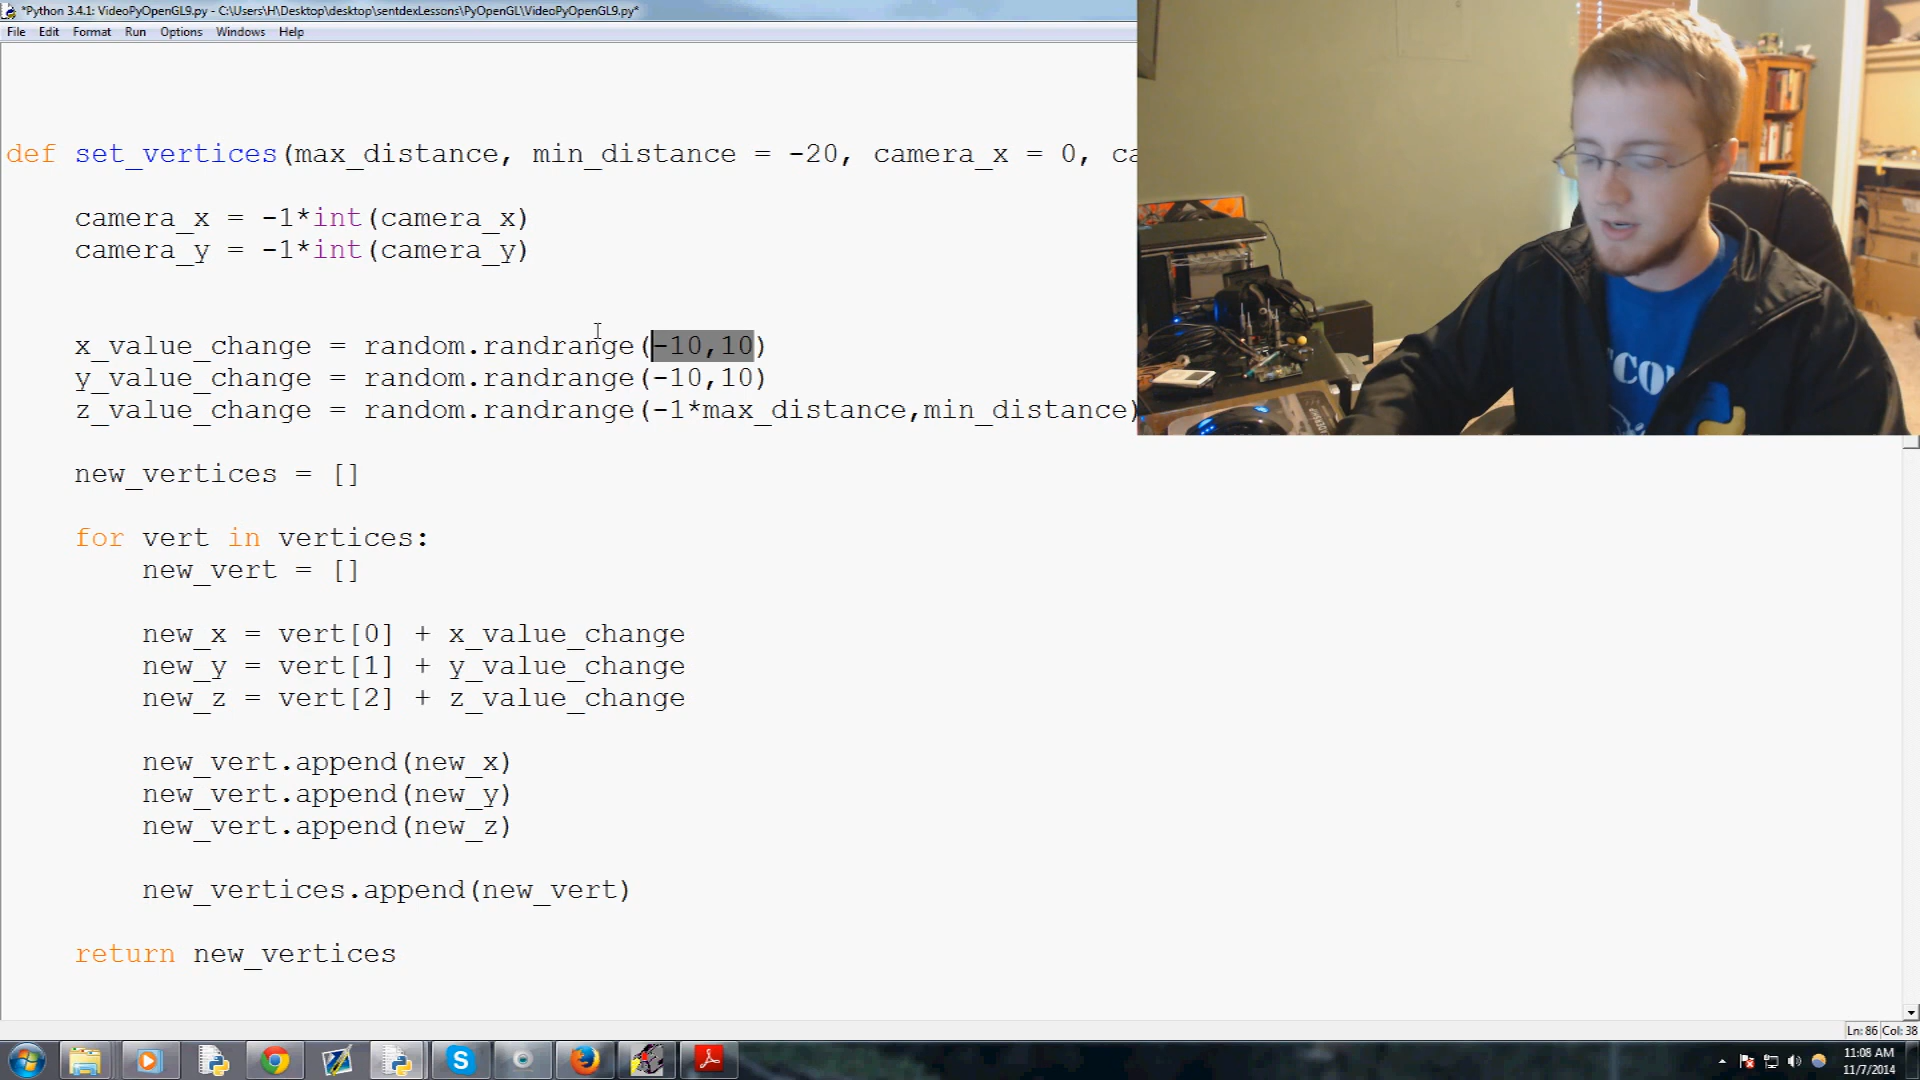 *Python 3.4.1: VideoPyOpenGL9.py - C:\Users\H\Desktop\desktop\sentdexLessons\PyOpenGL\VideoPyOpenGL9.py*
File Edit Format Run Options Windows Help
def set_vertices(max_distance, min_distance = -20, camera_x = 0, ca
camera_x = -1*int(camera_x)
camera_y = -1*int(camera_y)
x_value_change = random.randrange(-10,10)
y_value_change = random.randrange(-10,10)
z_value_change = random.randrange(-1*max_distance,min_distance)
new_vertices = []
for vert in vertices:
new_vert = []
new_x = vert[0] + x_value_change
new_y = vert[1] + y_value_change
new_z = vert[2] + z_value_change
new_vert.append(new_x)
new_vert.append(new_y)
new_vert.append(new_z)
new_vertices.append(new_vert)
return new_vertices
Ln: 86 Col: 38
11:08 AM
11/7/2014